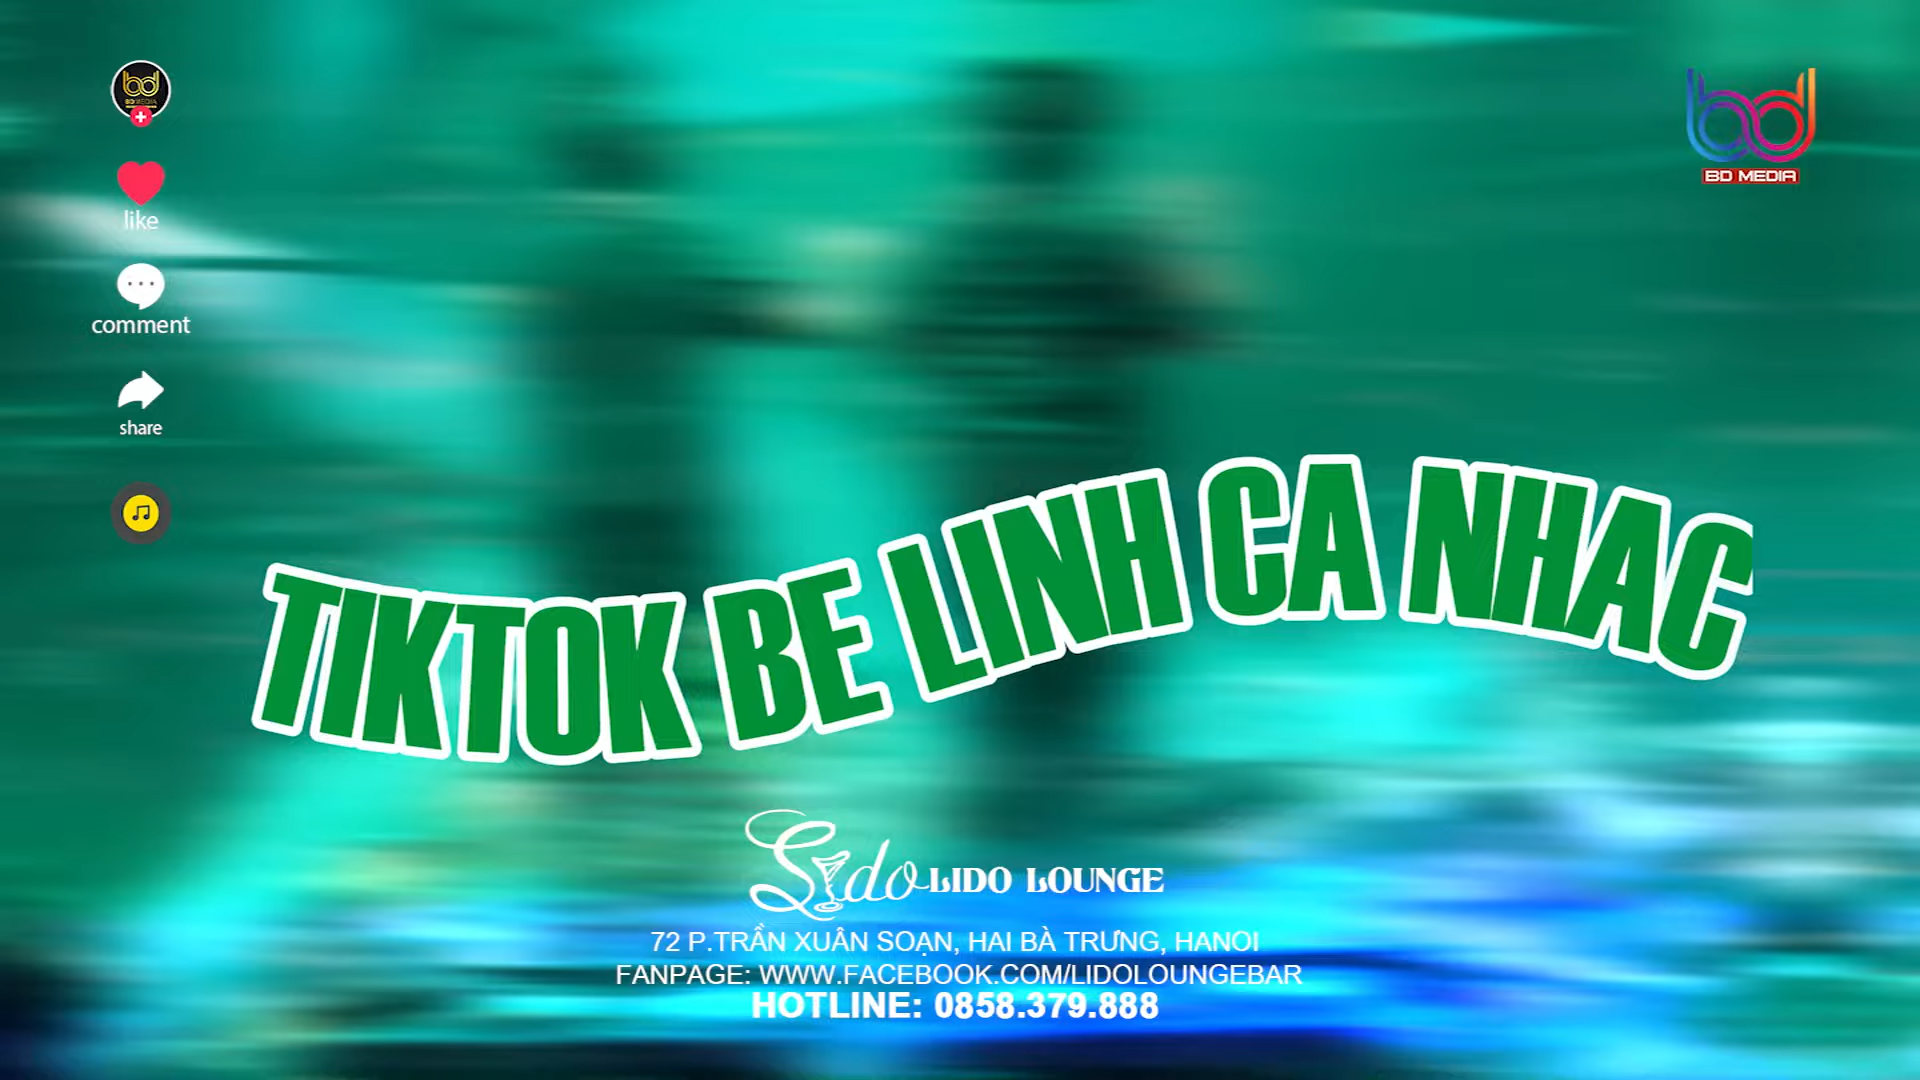 bd
BD MEDIA
like
comment
share
bd
BD MEDIA
TIKTOK BE LINH CA NHAC
Lido LIDO LOUNGE
72 P.TRẦN XUÂN SOẠN, HAI BÀ TRƯNG, HANOI
FANPAGE: WWW.FACEBOOK.COM/LIDOLOUNGEBAR
HOTLINE: 0858.379.888